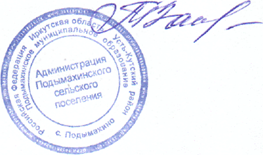 Российская Федерация Иркутская область Усть-Кутский район
Подымахинское муниципальное образование
с. Подымахино
Администрация
Подымахинского
сельского
поселения